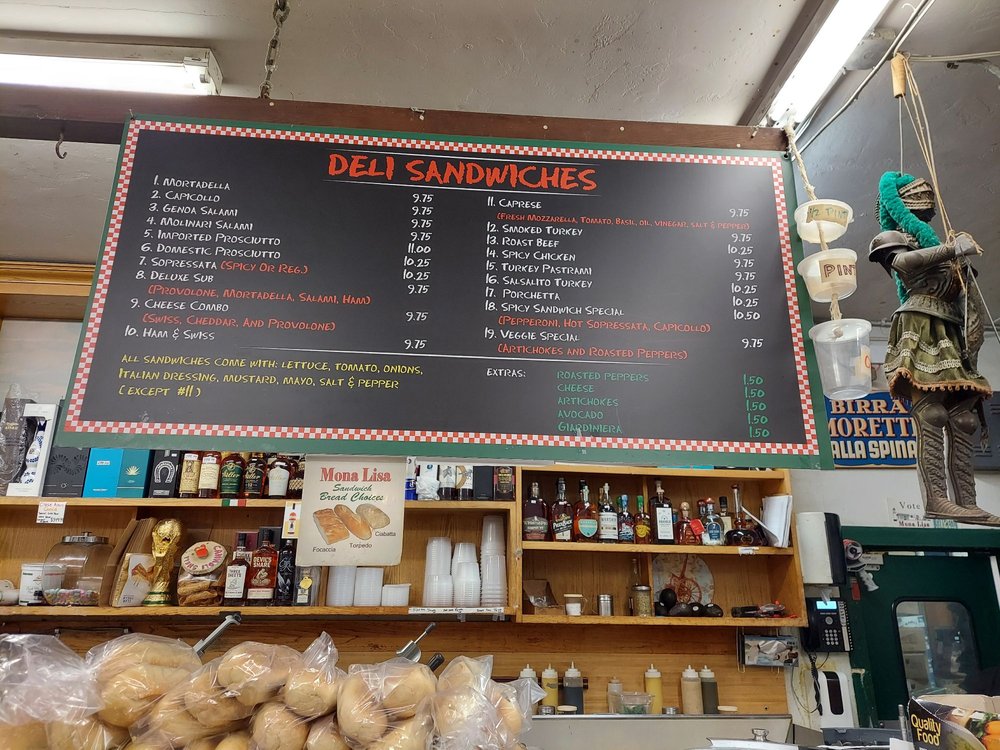 DELI SANDWICHES
1. MORTADELLA 9.75
2. CAPICOLLO 9.75
3. GENOA SALAMI 9.75
4. MOLINARI SALAMI 9.75
5. IMPORTED PROSCIUTTO 11.00
6. DOMESTIC PROSCIUTTO 10.25
7. SOPRESSATA (SPICY OR REG.) 10.25
8. DELUXE SUB 9.75
(PROVOLONE, MORTADELLA, SALAMI, HAM)
9. CHEESE COMBO 9.75
(SWISS, CHEDDAR, AND PROVOLONE)
10. HAM & SWISS 9.75
ALL SANDWICHES COME WITH: LETTUCE, TOMATO, ONIONS,
ITALIAN DRESSING, MUSTARD, MAYO, SALT & PEPPER
( EXCEPT #11 )
11. CAPRESE 9.75
(FRESH MOZZARELLA, TOMATO, BASIL, OIL, VINEGAR, SALT & PEPPER)
12. SMOKED TURKEY 9.75
13. ROAST BEEF 10.25
14. SPICY CHICKEN 9.75
15. TURKEY PASTRAMI 9.75
16. SALSALITO TURKEY 10.25
17. PORCHETTA 10.25
18. SPICY SANDWICH SPECIAL 10.50
(PEPPERONI, HOT SOPRESSATA, CAPICOLLO)
19. VEGGIE SPECIAL 9.75
(ARTICHOKES AND ROASTED PEPPERS)
EXTRAS: ROASTED PEPPERS 1.50
CHEESE 1.50
ARTICHOKES 1.50
AVOCADO 1.50
GIARDINIERA 1.50
1/2 PINT
PINT
BIRRA
MORETTI
ALLA SPINA
Vote
Mona Lisa
Mona Lisa
Sandwich
Bread Choices
Focaccia
Torpedo
Ciabatta
Quality
Food